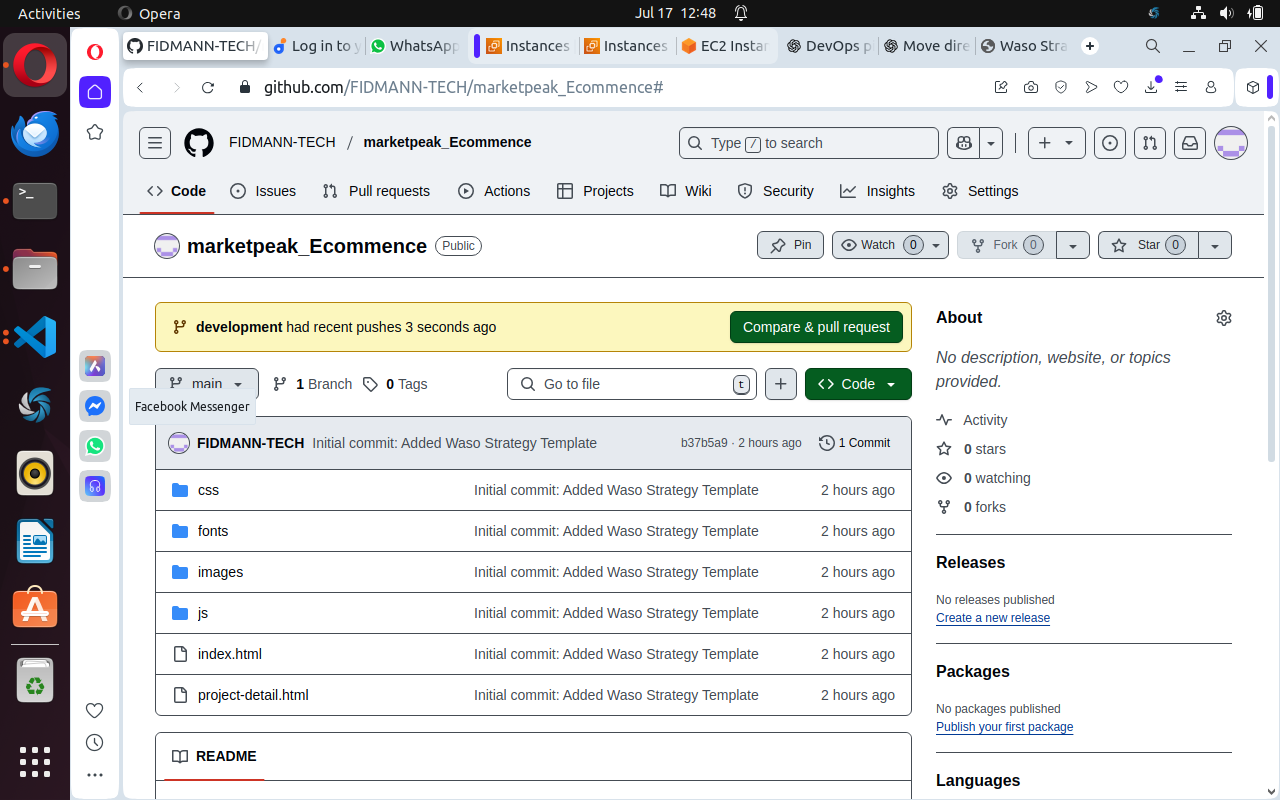 Activities Opera Jul 17 12:48
FIDMANN-TECH/ Log in to y WhatsApp Instances Instances EC2 Instan DevOps p Move dire Waso Stra
github.com/FIDMANN-TECH/marketpeak_Ecommence#
FIDMANN-TECH / marketpeak_Ecommence Type / to search
Code Issues Pull requests Actions Projects Wiki Security Insights Settings
marketpeak_Ecommence Public Pin Watch 0 Fork 0 Star 0
development had recent pushes 3 seconds ago Compare & pull request
main 1 Branch 0 Tags Go to file t Code
Facebook Messenger
FIDMANN-TECH Initial commit: Added Waso Strategy Template b37b5a9 · 2 hours ago 1 Commit
css Initial commit: Added Waso Strategy Template 2 hours ago
fonts Initial commit: Added Waso Strategy Template 2 hours ago
images Initial commit: Added Waso Strategy Template 2 hours ago
js Initial commit: Added Waso Strategy Template 2 hours ago
index.html Initial commit: Added Waso Strategy Template 2 hours ago
project-detail.html Initial commit: Added Waso Strategy Template 2 hours ago
README
About
No description, website, or topics
provided.
Activity
0 stars
0 watching
0 forks
Releases
No releases published
Create a new release
Packages
No packages published
Publish your first package
Languages